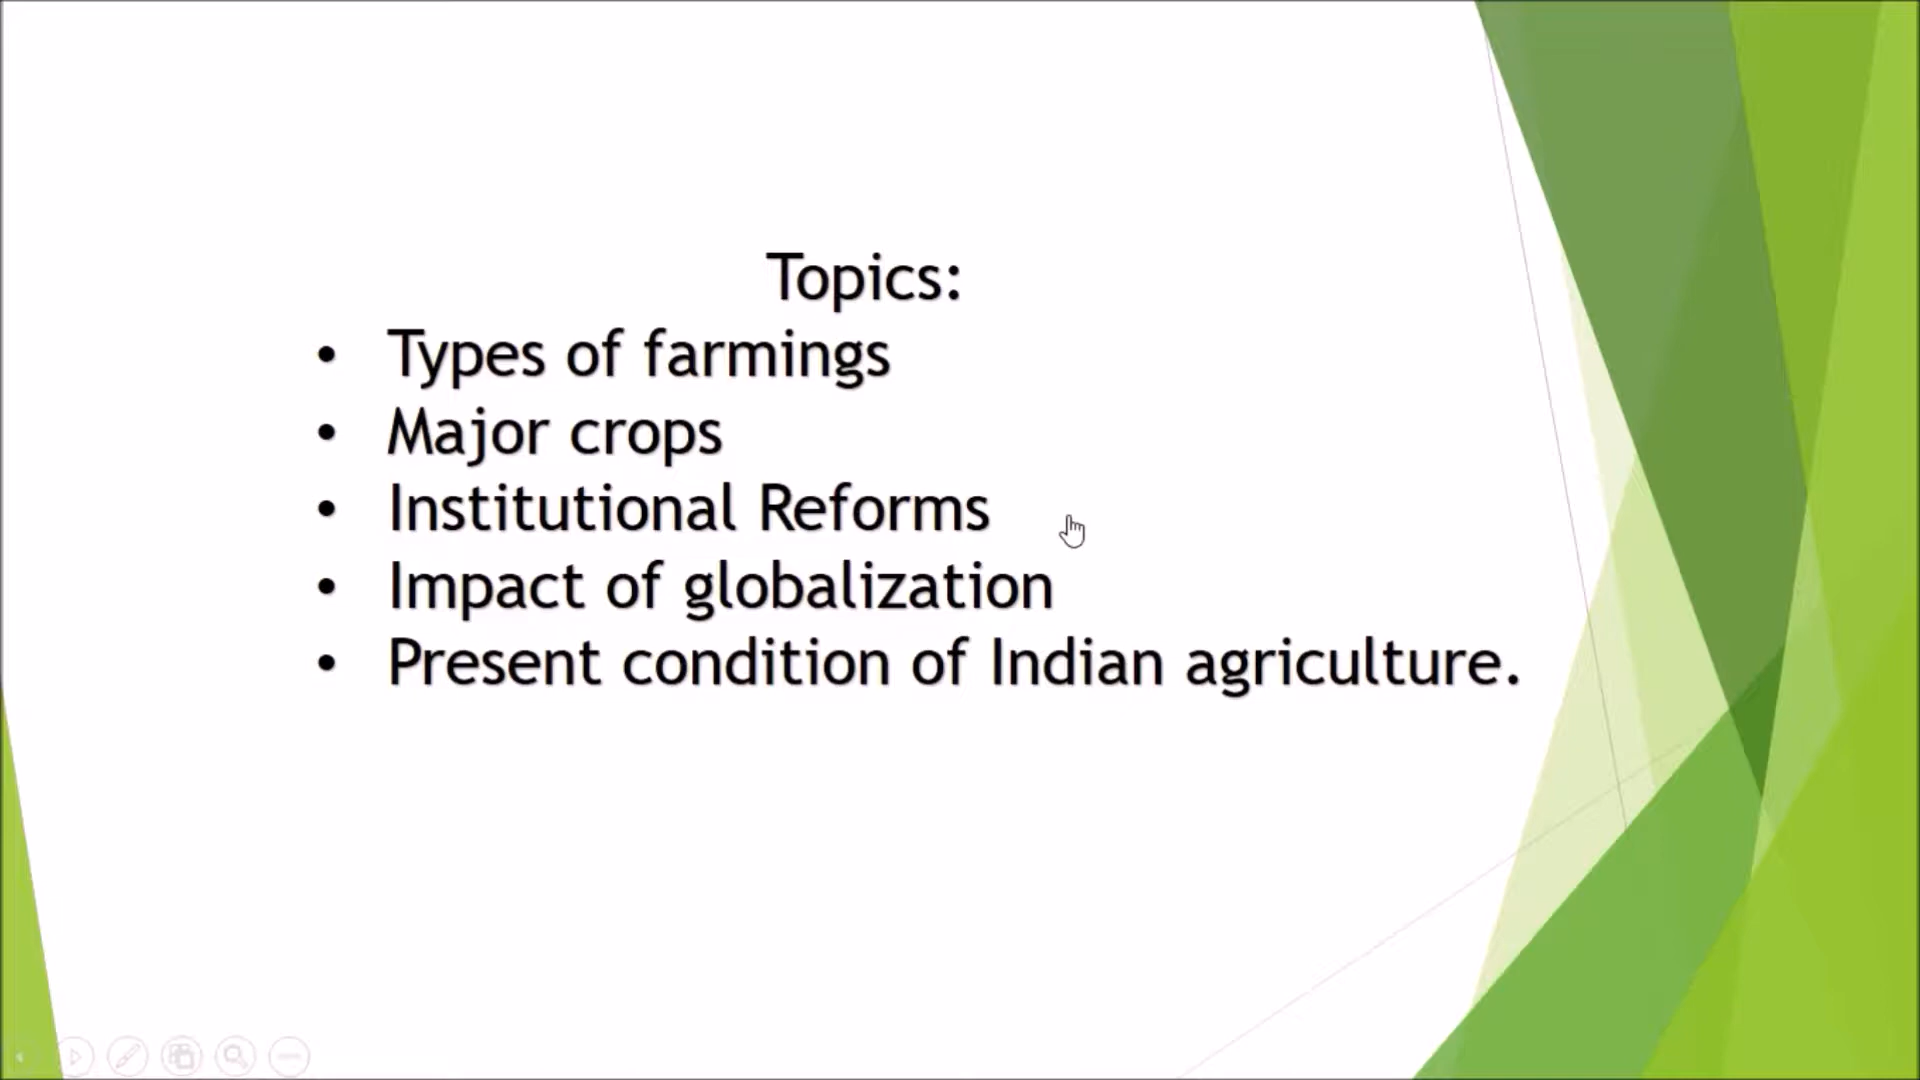 Topics:
• Types of farmings
• Major crops
• Institutional Reforms
• Impact of globalization
• Present condition of Indian agriculture.